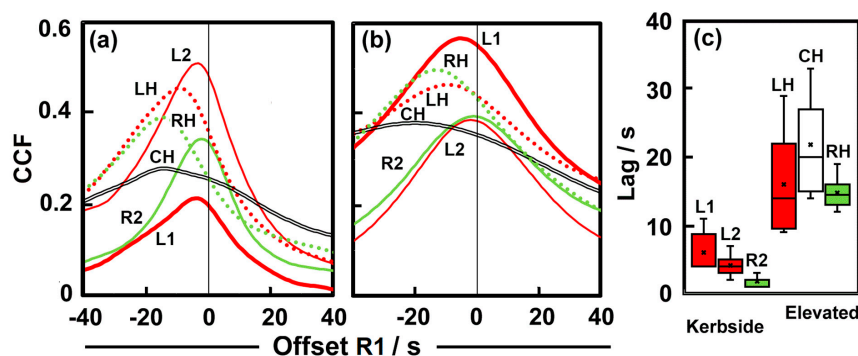 0.6
(a)
L2
LH
RH
CH
R2
L1
0.4
0.2
0
CCF
-40
-20
0
20
40
(b)
L1
RH
LH
CH
R2
L2
-20
0
20
40
Offset R1 / s
(c)
40
30
20
10
0
Lag / s
L1
L2
R2
LH
CH
RH
Kerbside
Elevated